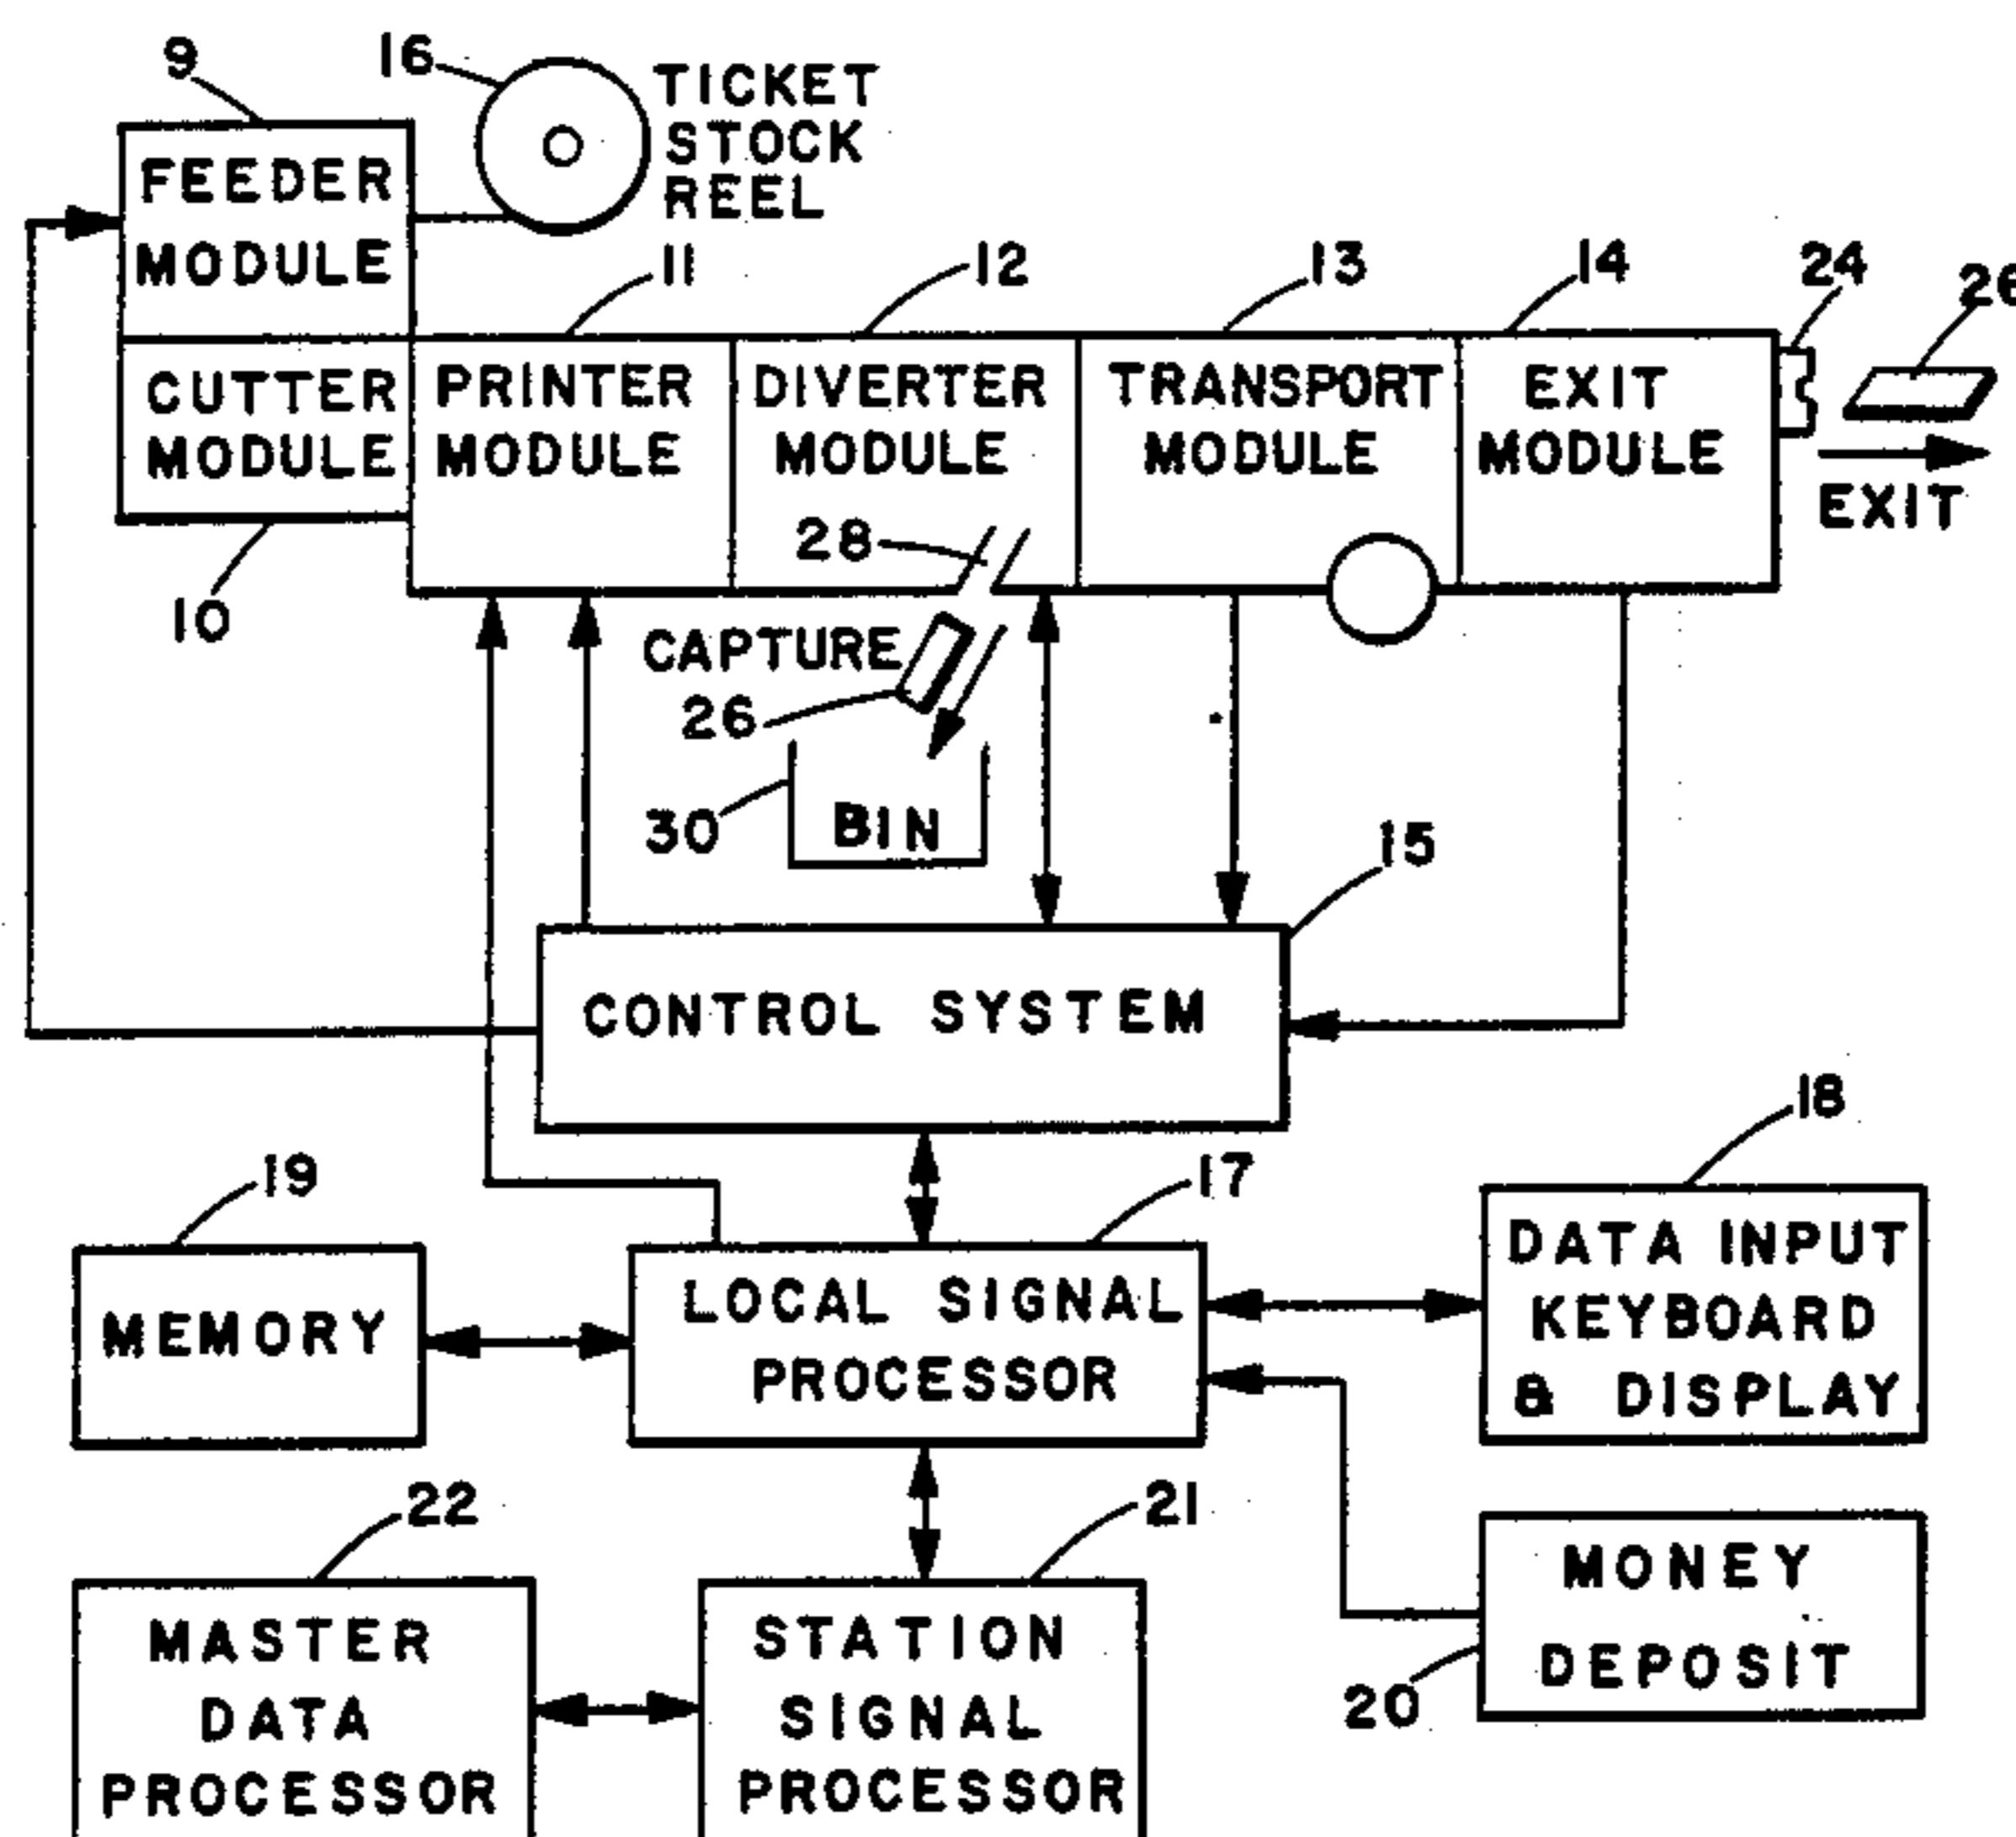 9
16
TICKET
STOCK
REEL
FEEDER
MODULE
11
12
13
14
24
26
CUTTER
MODULE
PRINTER
MODULE
DIVERTER
MODULE
TRANSPORT
MODULE
EXIT
MODULE
EXIT
10
28
CAPTURE
26
30
BIN
15
CONTROL SYSTEM
18
19
17
MEMORY
LOCAL SIGNAL
PROCESSOR
DATA INPUT
KEYBOARD
& DISPLAY
22
21
MASTER
DATA
PROCESSOR
STATION
SIGNAL
PROCESSOR
MONEY
DEPOSIT
20